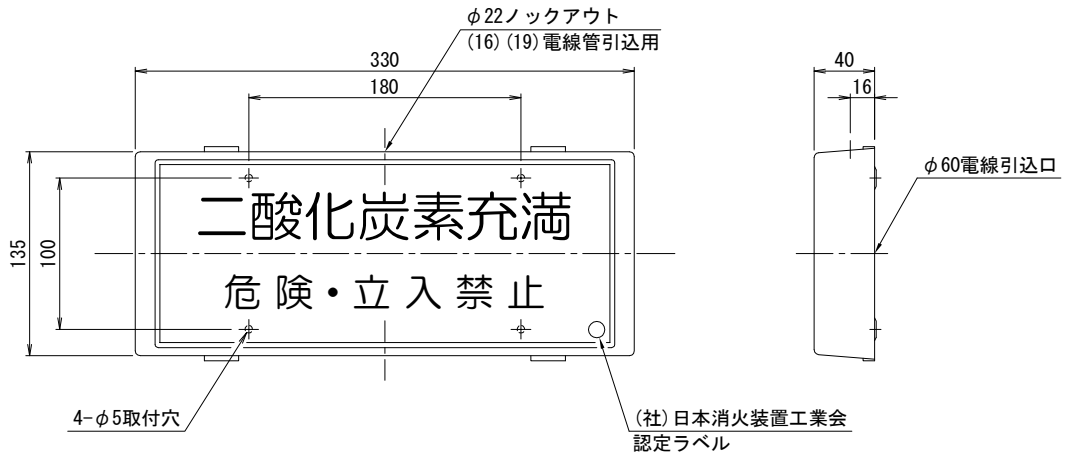 φ22ノックアウト
(16)(19)電線管引込用
330
180
40
16
135
100
二酸化炭素充満
危険・立入禁止
φ60電線引込口
4-φ5取付穴
(社)日本消火装置工業会
認定ラベル